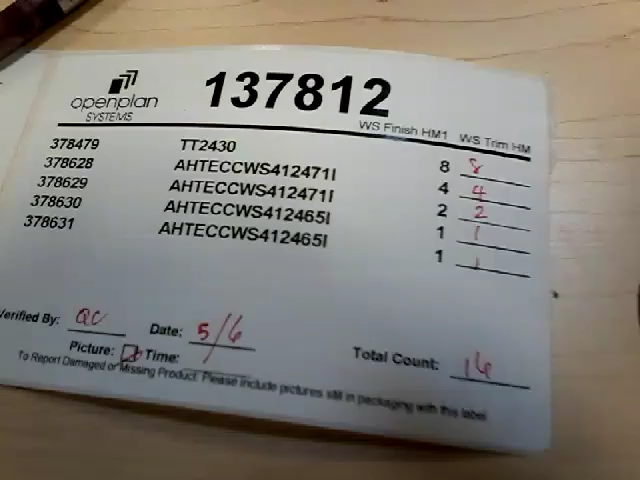 openplan
SYSTEMS
137812
WS Finish HM1 WS Trim HM
378479 TT2430 8 8
378628 AHTECCWS412471I 4 4
378629 AHTECCWS412471I 2 2
378630 AHTECCWS412465I 1 1
378631 AHTECCWS412465I 1 1
Verified By: QC Date: 5/6
Picture: Time: Total Count: 16
To Report Damaged or Missing Product. Please include pictures still in packaging with this label